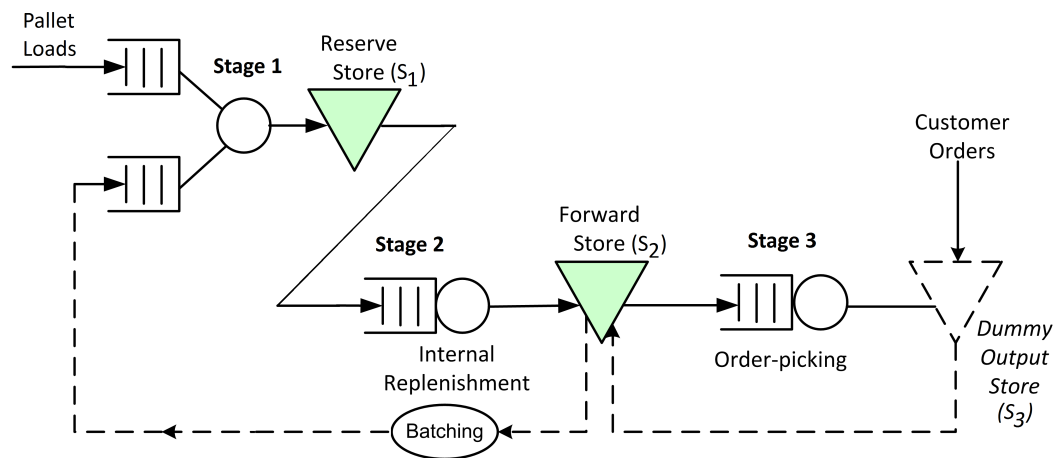 Pallet
Loads
Stage 1
Reserve
Store (S1)
Customer
Orders
Stage 2
Forward
Store (S2)
Stage 3
Internal
Replenishment
Order-picking
Dummy
Output
Store
(S3)
Batching